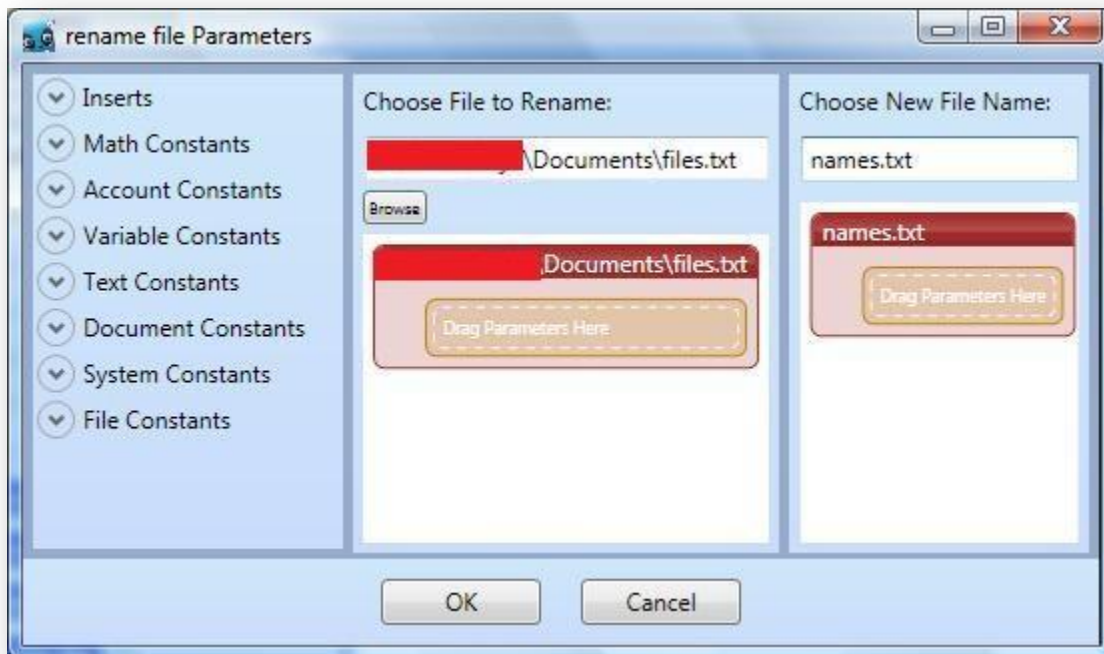 rename file Parameters
Inserts
Math Constants
Account Constants
Variable Constants
Text Constants
Document Constants
System Constants
File Constants
Choose File to Rename:
\Documents\files.txt
Browse
Documents\files.txt
Drag Parameters Here
Choose New File Name:
names.txt
names.txt
Drag Parameters Here
OK
Cancel